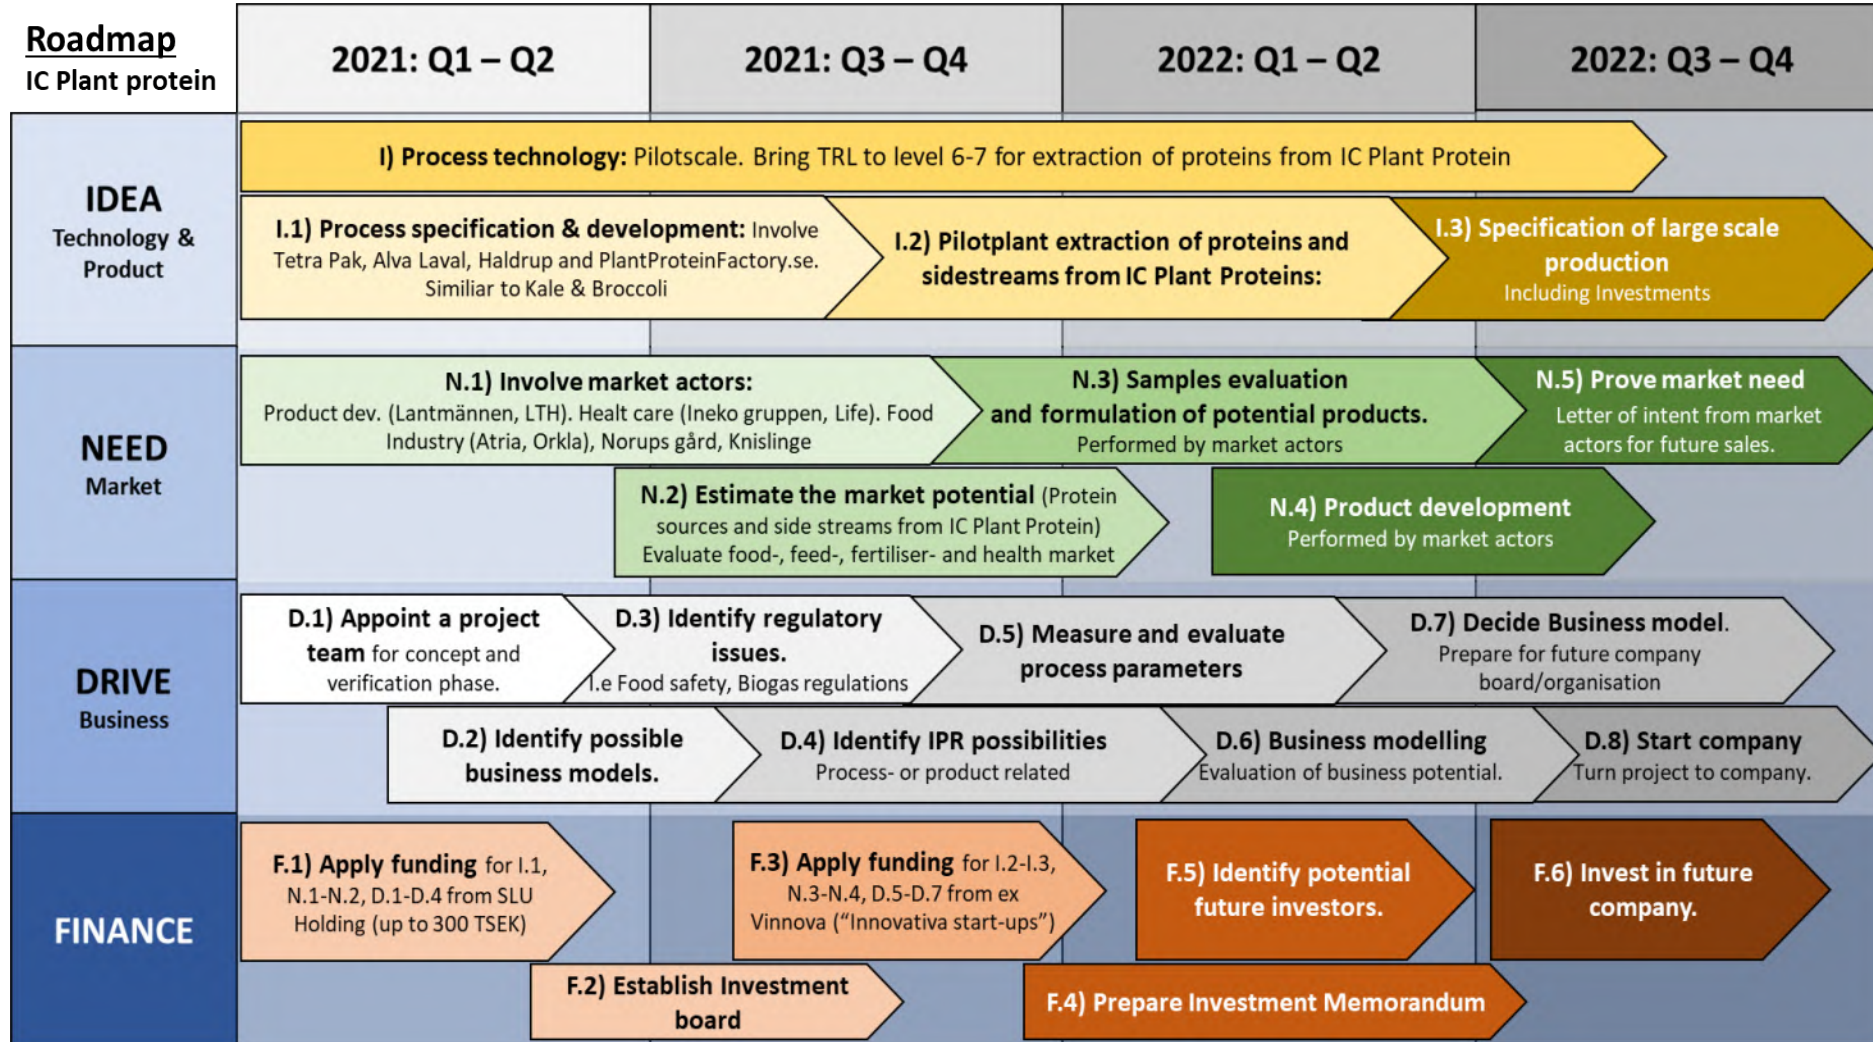 Roadmap
IC Plant protein
2021: Q1 – Q2
2021: Q3 – Q4
2022: Q1 – Q2
2022: Q3 – Q4
IDEA
Technology &
Product
I) Process technology: Pilotscale. Bring TRL to level 6-7 for extraction of proteins from IC Plant Protein
I.1) Process specification & development: Involve
Tetra Pak, Alva Laval, Haldrup and PlantProteinFactory.se.
Similiar to Kale & Broccoli
I.2) Pilotplant extraction of proteins and
sidestreams from IC Plant Proteins:
I.3) Specification of large scale
production
Including Investments
NEED
Market
N.1) Involve market actors:
Product dev. (Lantmännen, LTH). Healt care (Ineko gruppen, Life). Food
Industry (Atria, Orkla), Norups gård, Knislinge
N.3) Samples evaluation
and formulation of potential products.
Performed by market actors
N.5) Prove market need
Letter of intent from market
actors for future sales.
N.2) Estimate the market potential (Protein
sources and side streams from IC Plant Protein)
Evaluate food-, feed-, fertiliser- and health market
N.4) Product development
Performed by market actors
DRIVE
Business
D.1) Appoint a project
team for concept and
verification phase.
D.3) Identify regulatory
issues.
I.e Food safety, Biogas regulations
D.5) Measure and evaluate
process parameters
D.7) Decide Business model.
Prepare for future company
board/organisation
D.2) Identify possible
business models.
D.4) Identify IPR possibilities
Process- or product related
D.6) Business modelling
Evaluation of business potential.
D.8) Start company
Turn project to company.
FINANCE
F.1) Apply funding for I.1,
N.1-N.2, D.1-D.4 from SLU
Holding (up to 300 TSEK)
F.3) Apply funding for I.2-I.3,
N.3-N.4, D.5-D.7 from ex
Vinnova (“Innovativa start-ups”)
F.5) Identify potential
future investors.
F.6) Invest in future
company.
F.2) Establish Investment
board
F.4) Prepare Investment Memorandum